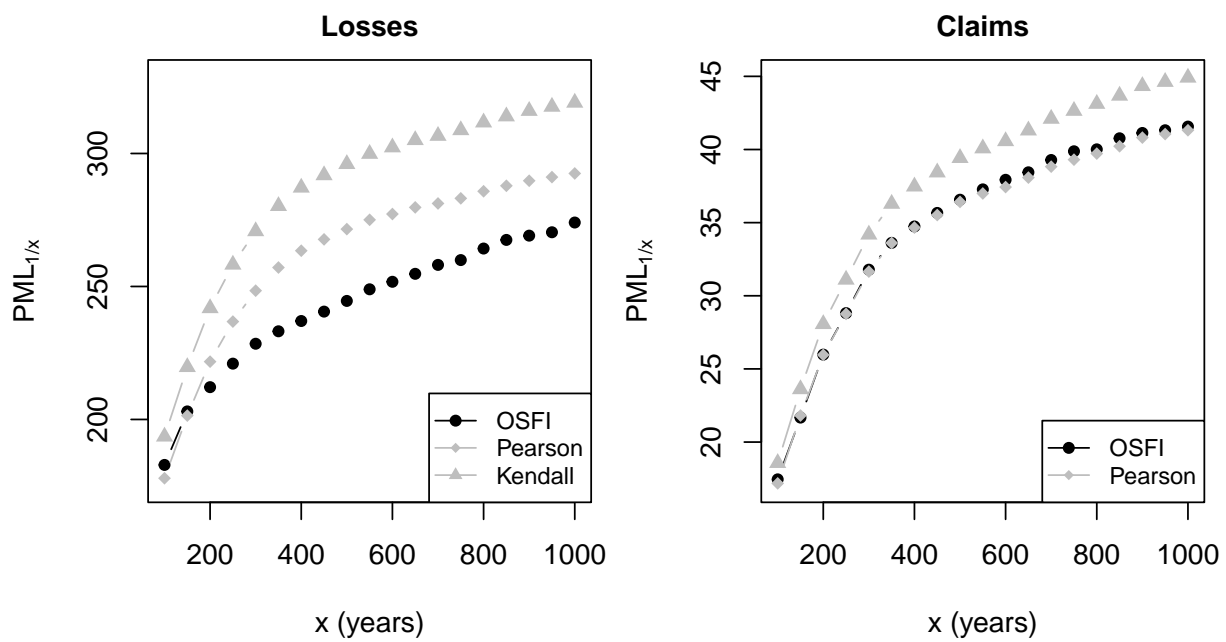 Losses
300
250
200
PML1/x
OSFI
Pearson
Kendall
200 400 600 800 1000
x (years)
Claims
45
40
35
30
25
20
PML1/x
OSFI
Pearson
200 400 600 800 1000
x (years)